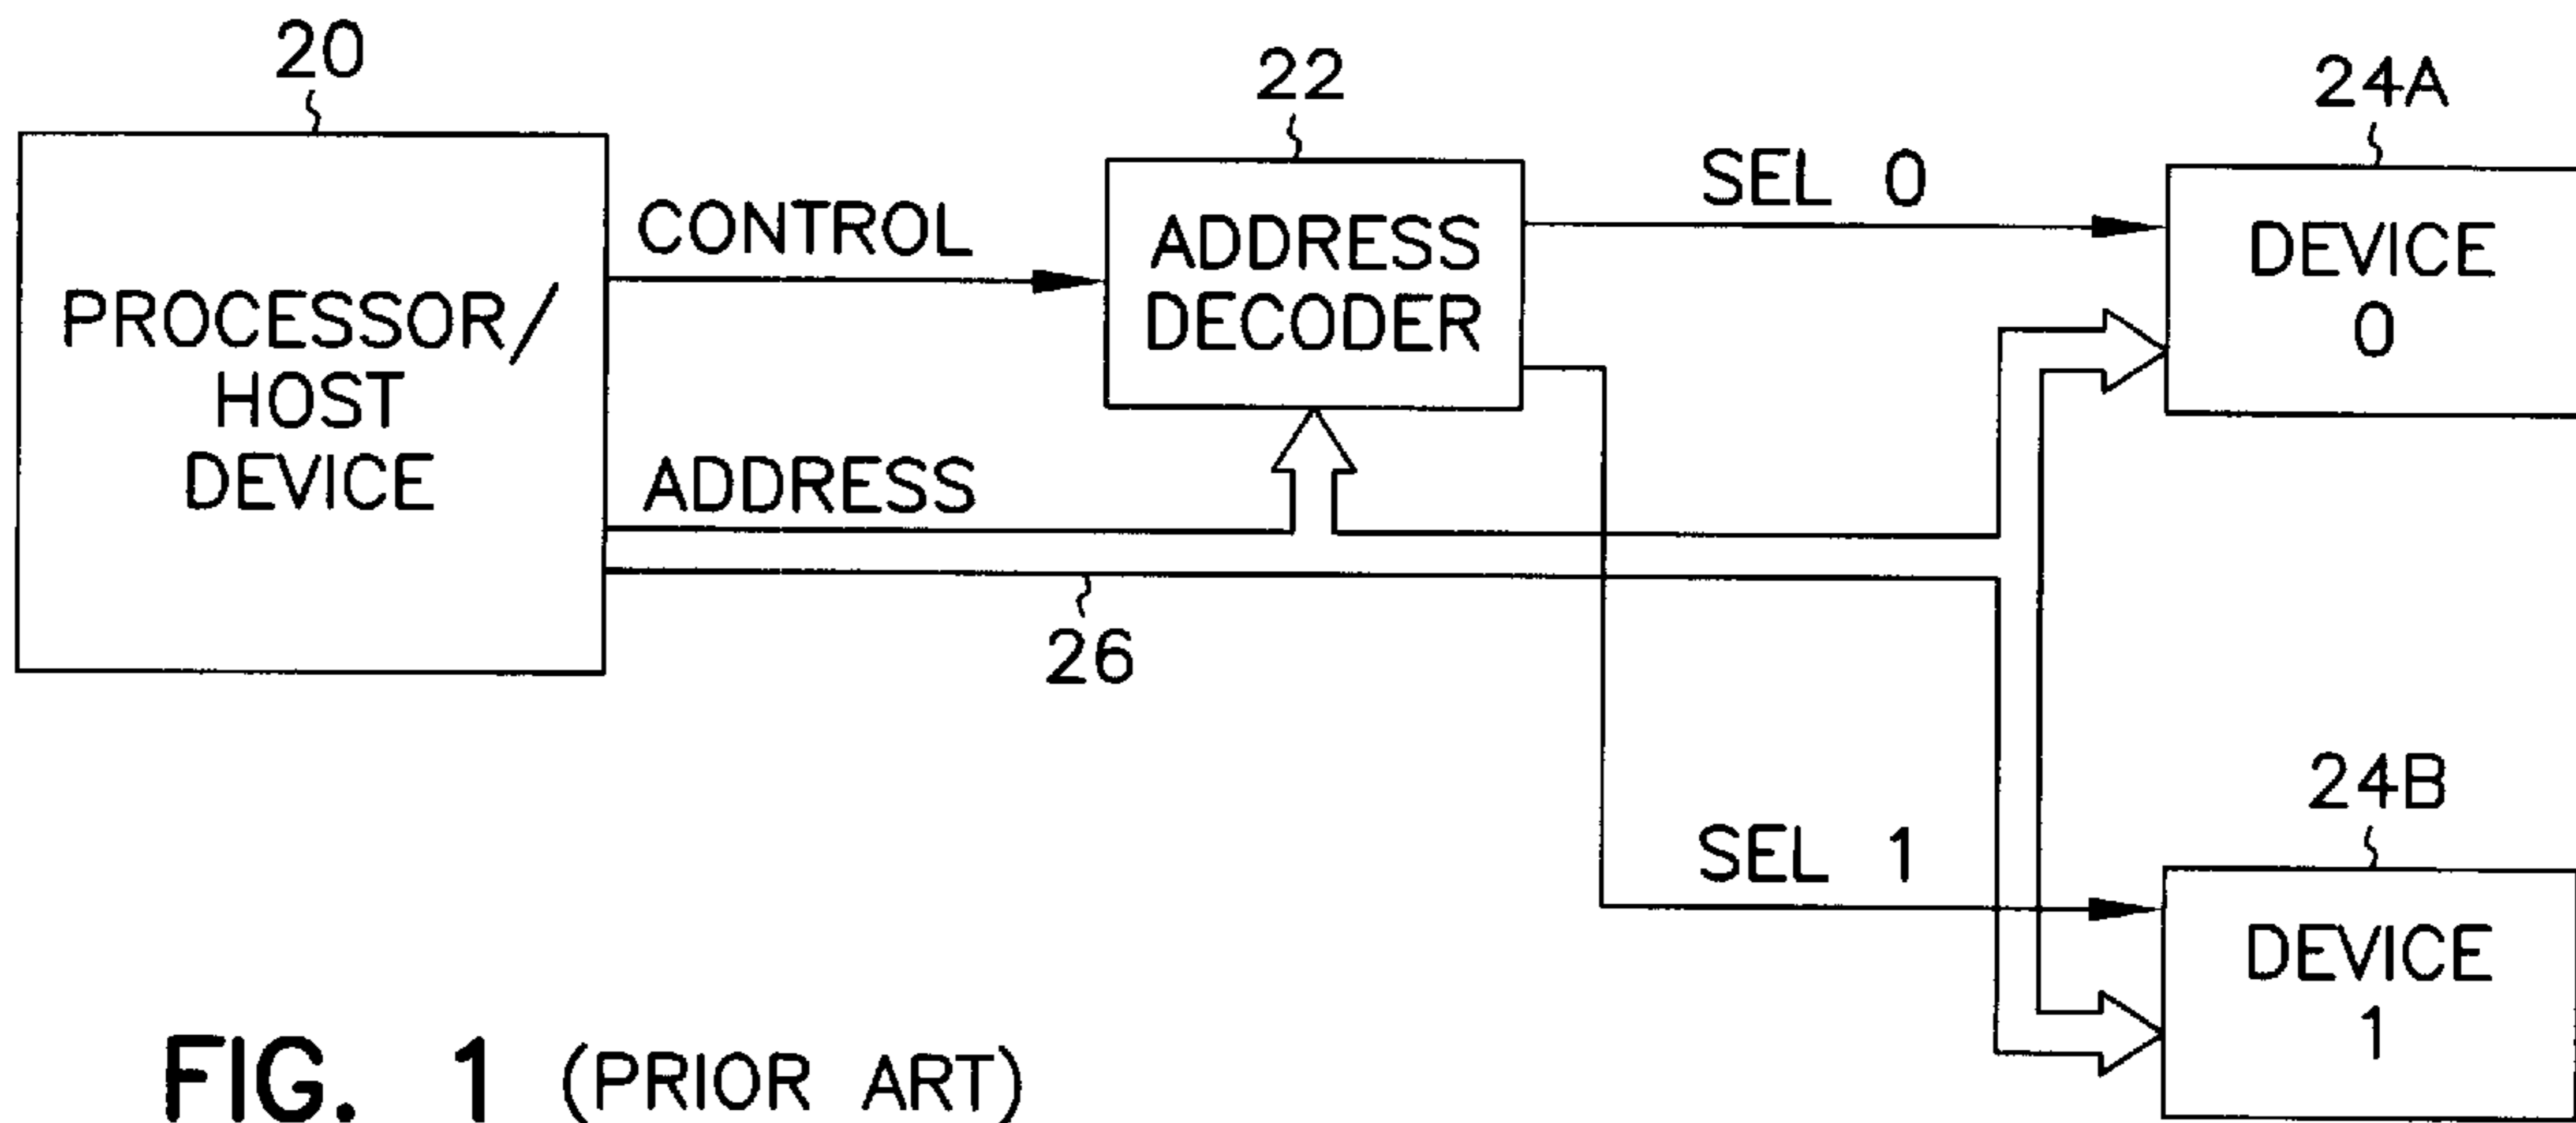 20
22
24A
PROCESSOR/
HOST
DEVICE
CONTROL
ADDRESS
DECODER
SEL 0
DEVICE
0
ADDRESS
26
24B
SEL 1
DEVICE
1
FIG. 1 (PRIOR ART)